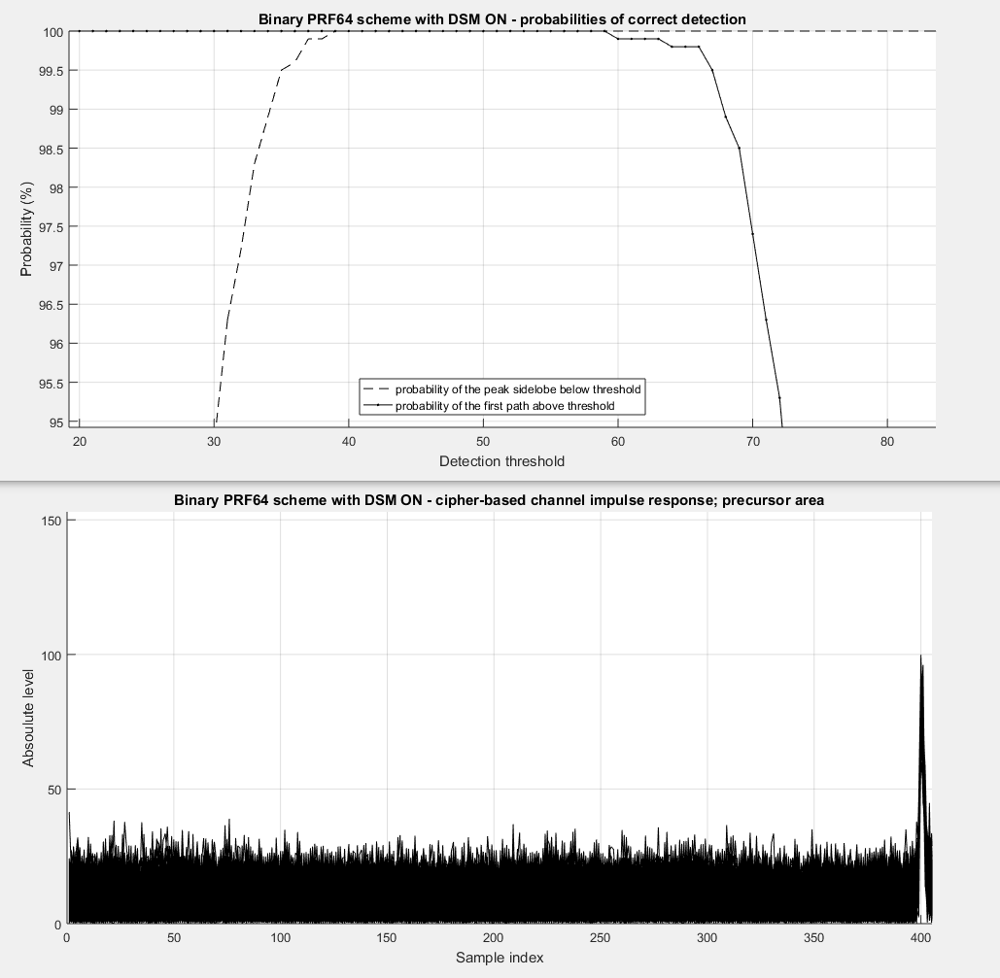 Binary PRF64 scheme with DSM ON - probabilities of correct detection
100
99.5
99
98.5
98
97.5
97
96.5
96
95.5
95
Probability (%)
probability of the peak sidelobe below threshold
probability of the first path above threshold
20 30 40 50 60 70 80
Detection threshold
Binary PRF64 scheme with DSM ON - cipher-based channel impulse response; precursor area
150
100
50
0
Absoulute level
0 50 100 150 200 250 300 350 400
Sample index